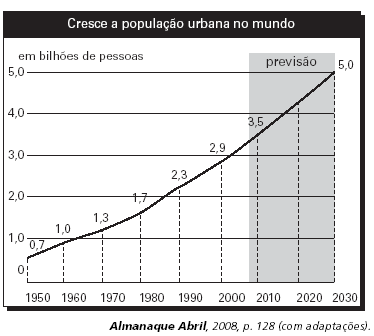 Cresce a população urbana no mundo
em bilhões de pessoas
previsão
5,0
5,0
4,0
3,5
3,0
2,9
2,3
2,0
1,7
1,3
1,0
1,0
0,7
0
1950 1960 1970 1980 1990 2000 2010 2020 2030
Almanaque Abril, 2008, p. 128 (com adaptações).